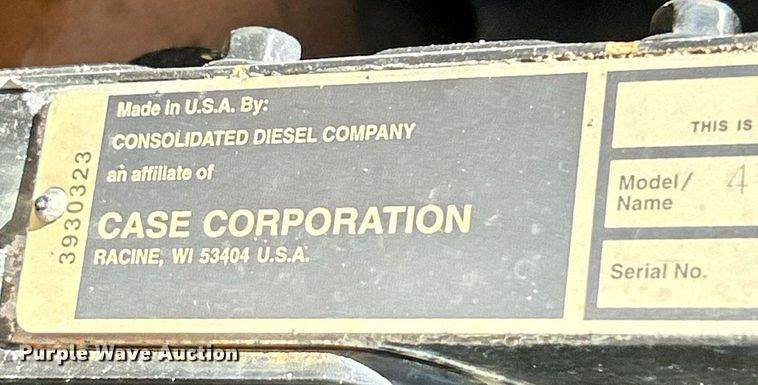 3930323
Made in U.S.A. By:
CONSOLIDATED DIESEL COMPANY
an affiliate of
CASE CORPORATION
RACINE, WI 53404 U.S.A.
THIS IS
Model/ 4
Name
Serial No.
Purple Wave Auction